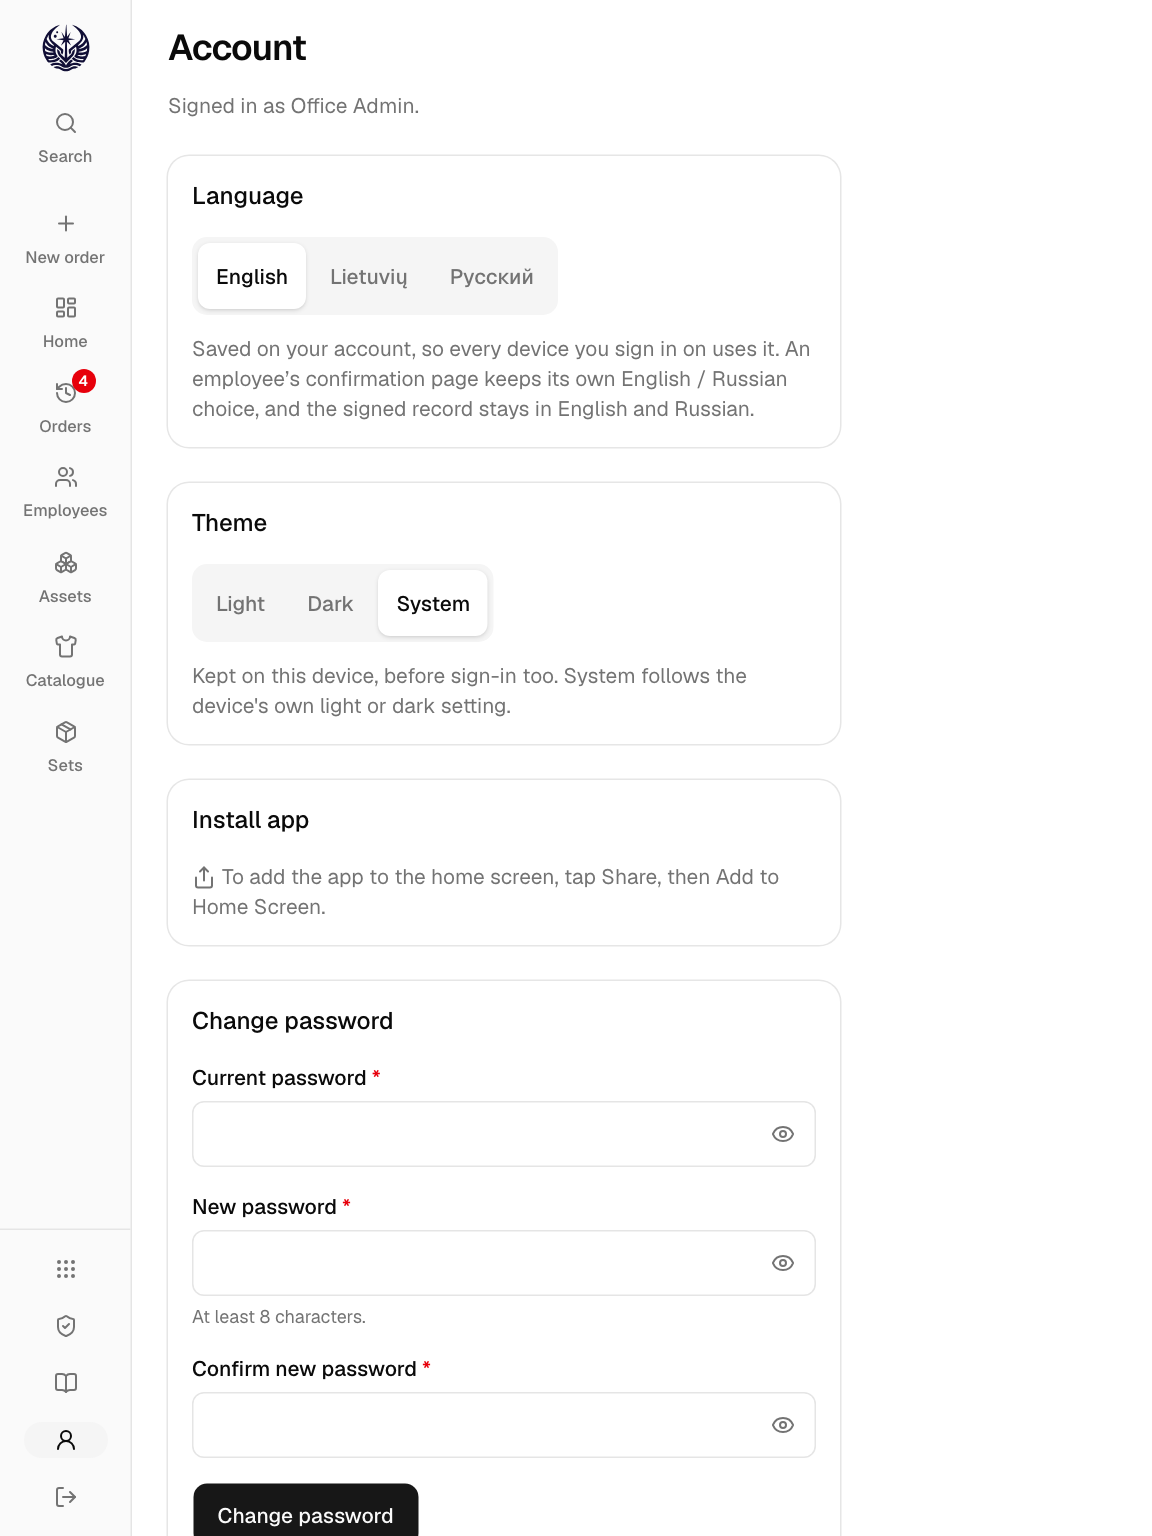 Account
Signed in as Office Admin.
Search
New order
Home
4
Orders
Employees
Assets
Catalogue
Sets
Language
English
Lietuvių
Русский
Saved on your account, so every device you sign in on uses it. An
employee’s confirmation page keeps its own English / Russian
choice, and the signed record stays in English and Russian.
Theme
Light
Dark
System
Kept on this device, before sign-in too. System follows the
device's own light or dark setting.
Install app
To add the app to the home screen, tap Share, then Add to
Home Screen.
Change password
Current password *
New password *
At least 8 characters.
Confirm new password *
Change password